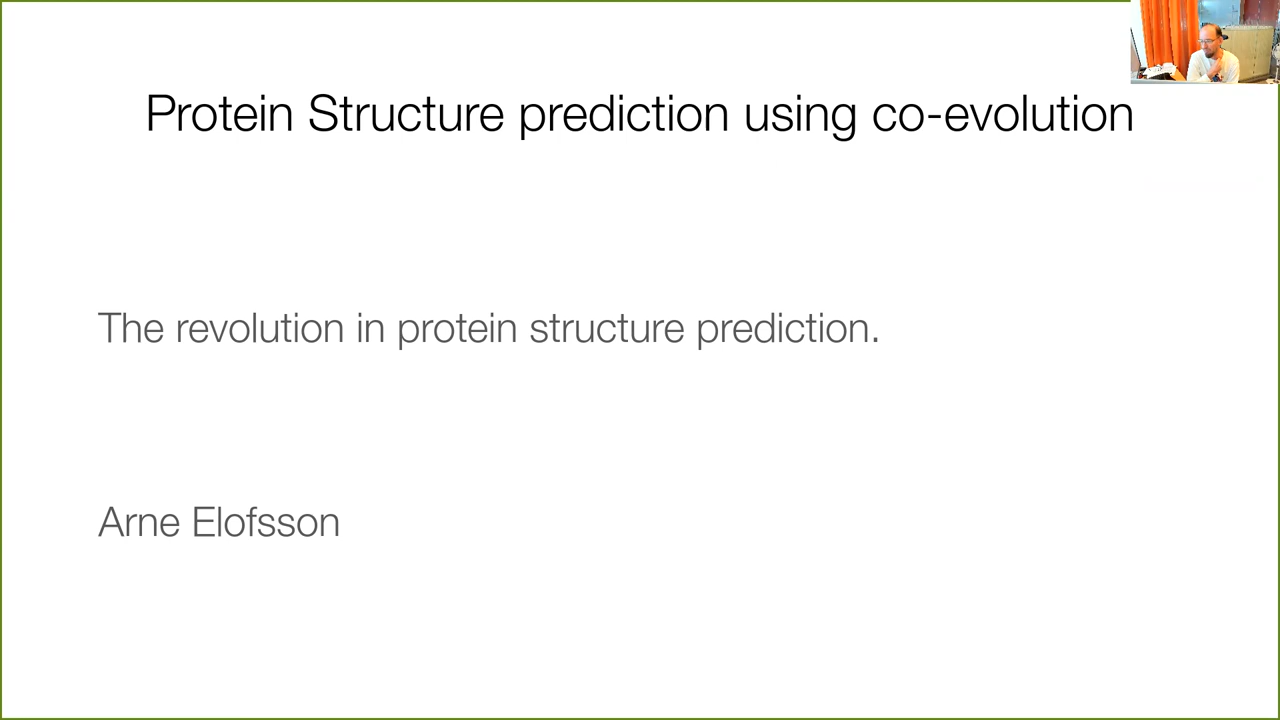 Protein Structure prediction using co-evolution
The revolution in protein structure prediction.
Arne Elofsson